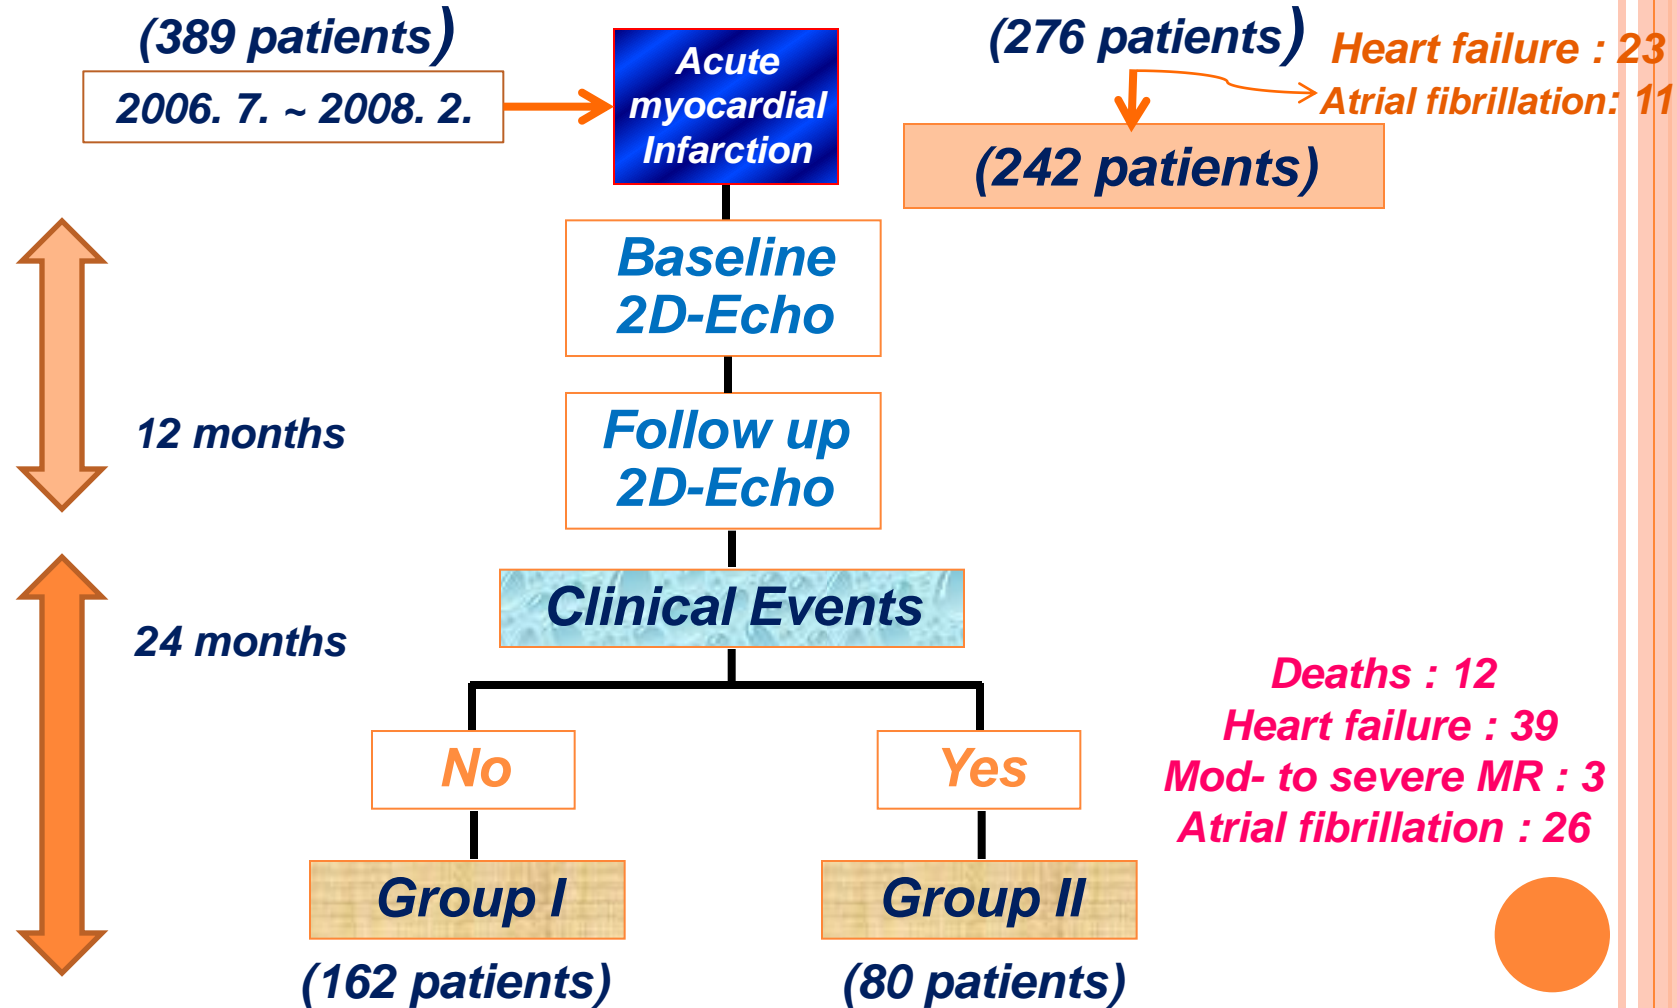 (389 patients)
2006. 7. ~ 2008. 2.
Acute
myocardial
Infarction
(276 patients)
Heart failure : 23
Atrial fibrillation: 11
(242 patients)
Baseline
2D-Echo
12 months
Follow up
2D-Echo
Clinical Events
24 months
No
Yes
Deaths : 12
Heart failure : 39
Mod- to severe MR : 3
Atrial fibrillation : 26
Group I
Group II
(162 patients)
(80 patients)